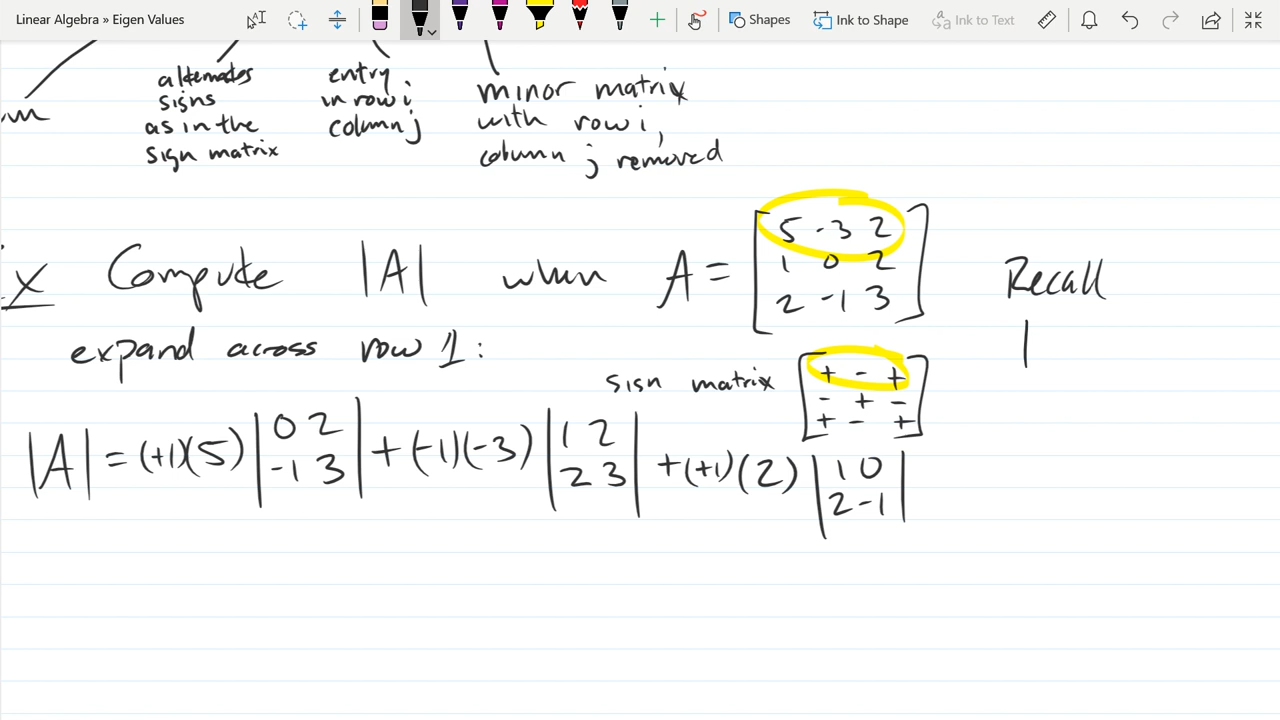 Linear Algebra » Eigen Values
Shapes
Ink to Shape
Ink to Text
alternates
signs
as in the
sign matrix
entry
in row i
column j
minor matrix
with row i,
column j removed
x Compute |A| when A = [5 -3 2
1 0 2
2 -1 3]
Recall
|
expand across row 1:
sign matrix [+ - +
- + -
+ - +]
|A| = (+1)(5) |0 2
-1 3| + (-1)(-3) |1 2
2 3| + (+1)(2) |1 0
2 -1|